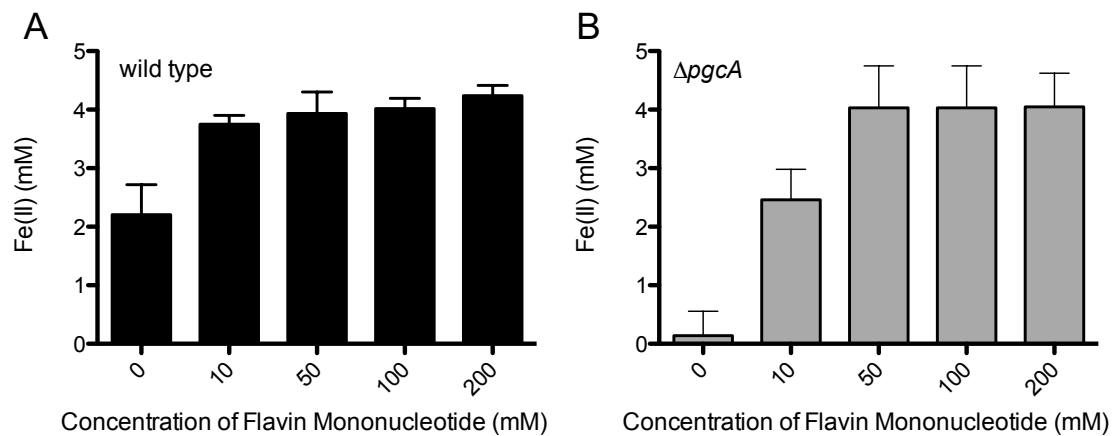 A
wild type
Fe(II) (mM)
5
4
3
2
1
0
0
10
50
100
200
Concentration of Flavin Mononucleotide (mM)
B
ΔpgcA
Fe(II) (mM)
5
4
3
2
1
0
0
10
50
100
200
Concentration of Flavin Mononucleotide (mM)